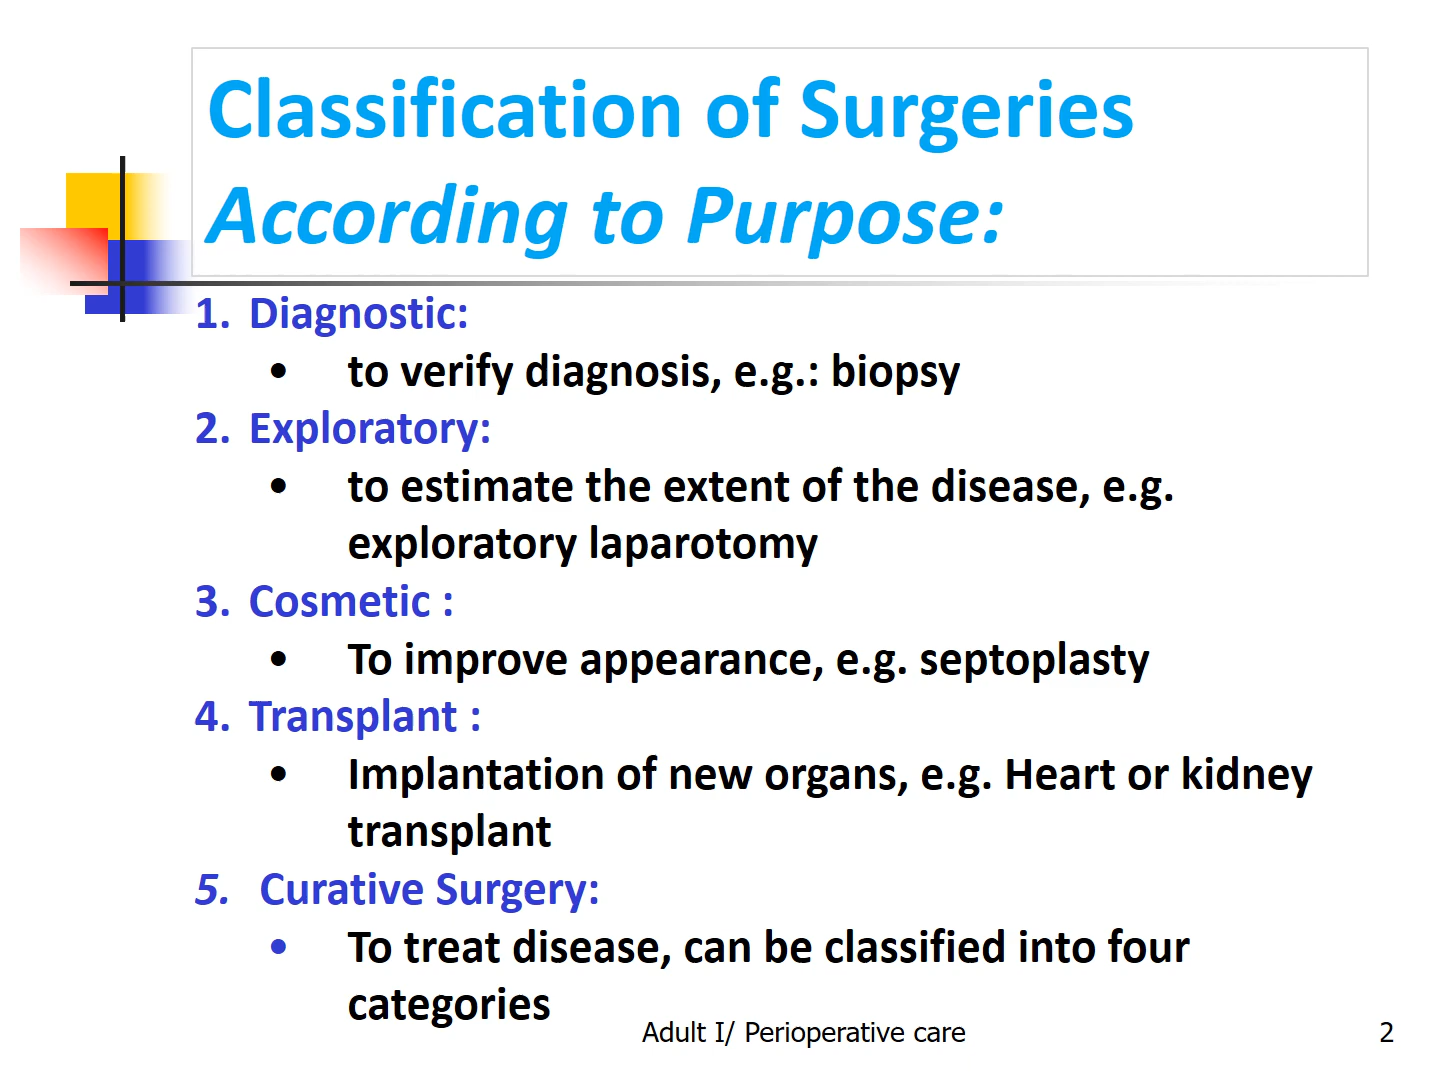 Classification of Surgeries
According to Purpose:
1. Diagnostic:
• to verify diagnosis, e.g.: biopsy
2. Exploratory:
• to estimate the extent of the disease, e.g.
exploratory laparotomy
3. Cosmetic :
• To improve appearance, e.g. septoplasty
4. Transplant :
• Implantation of new organs, e.g. Heart or kidney
transplant
5. Curative Surgery:
• To treat disease, can be classified into four
categories
Adult I/ Perioperative care
2